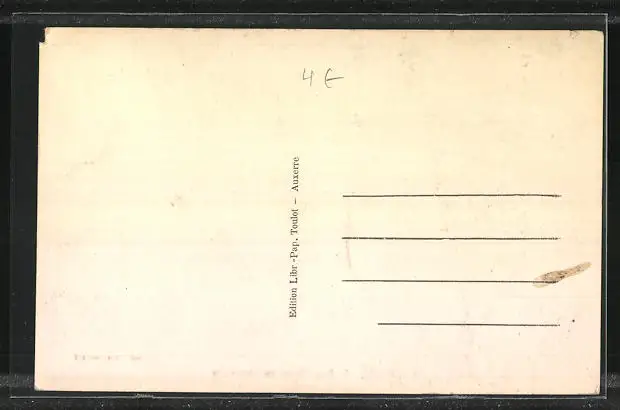 4 €
Edition Libr.-Pap. Toulot — Auxerre